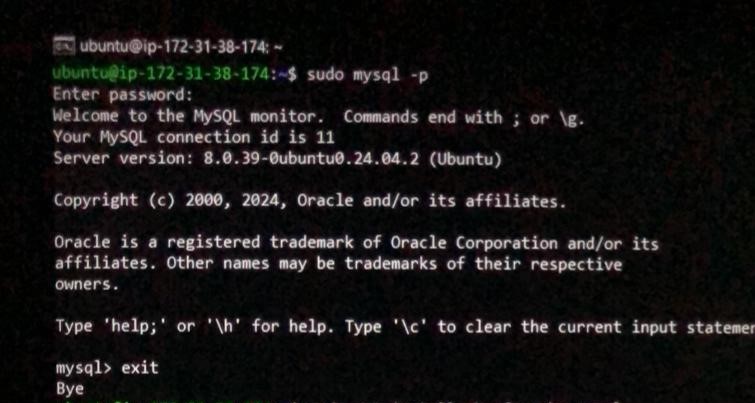 ubuntu@ip-172-31-38-174: ~
ubuntu@ip-172-31-38-174:~$ sudo mysql -p
Enter password:
Welcome to the MySQL monitor.  Commands end with ; or \g.
Your MySQL connection id is 11
Server version: 8.0.39-0ubuntu0.24.04.2 (Ubuntu)
Copyright (c) 2000, 2024, Oracle and/or its affiliates.
Oracle is a registered trademark of Oracle Corporation and/or its
affiliates. Other names may be trademarks of their respective
owners.
Type 'help;' or '\h' for help. Type '\c' to clear the current input statemen
mysql> exit
Bye